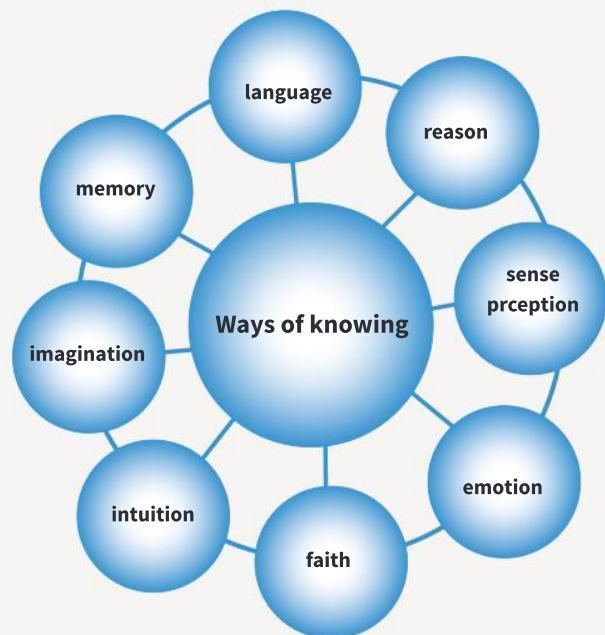 language
reason
memory
sense
prception
Ways of knowing
imagination
emotion
intuition
faith